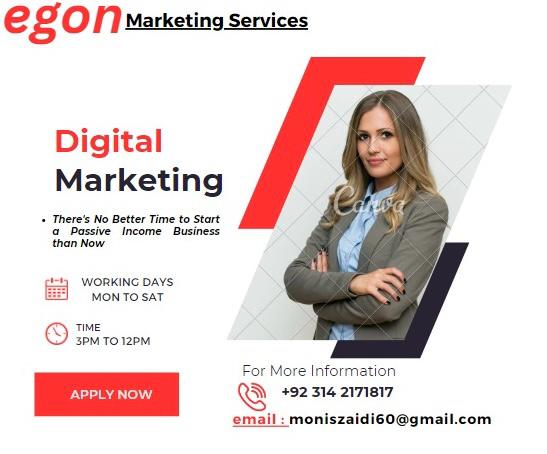 egon Marketing Services
Digital
Marketing
• There's No Better Time to Start
a Passive Income Business
than Now
WORKING DAYS
MON TO SAT
TIME
3PM TO 12PM
APPLY NOW
Canva
For More Information
+92 314 2171817
email : moniszaidi60@gmail.com